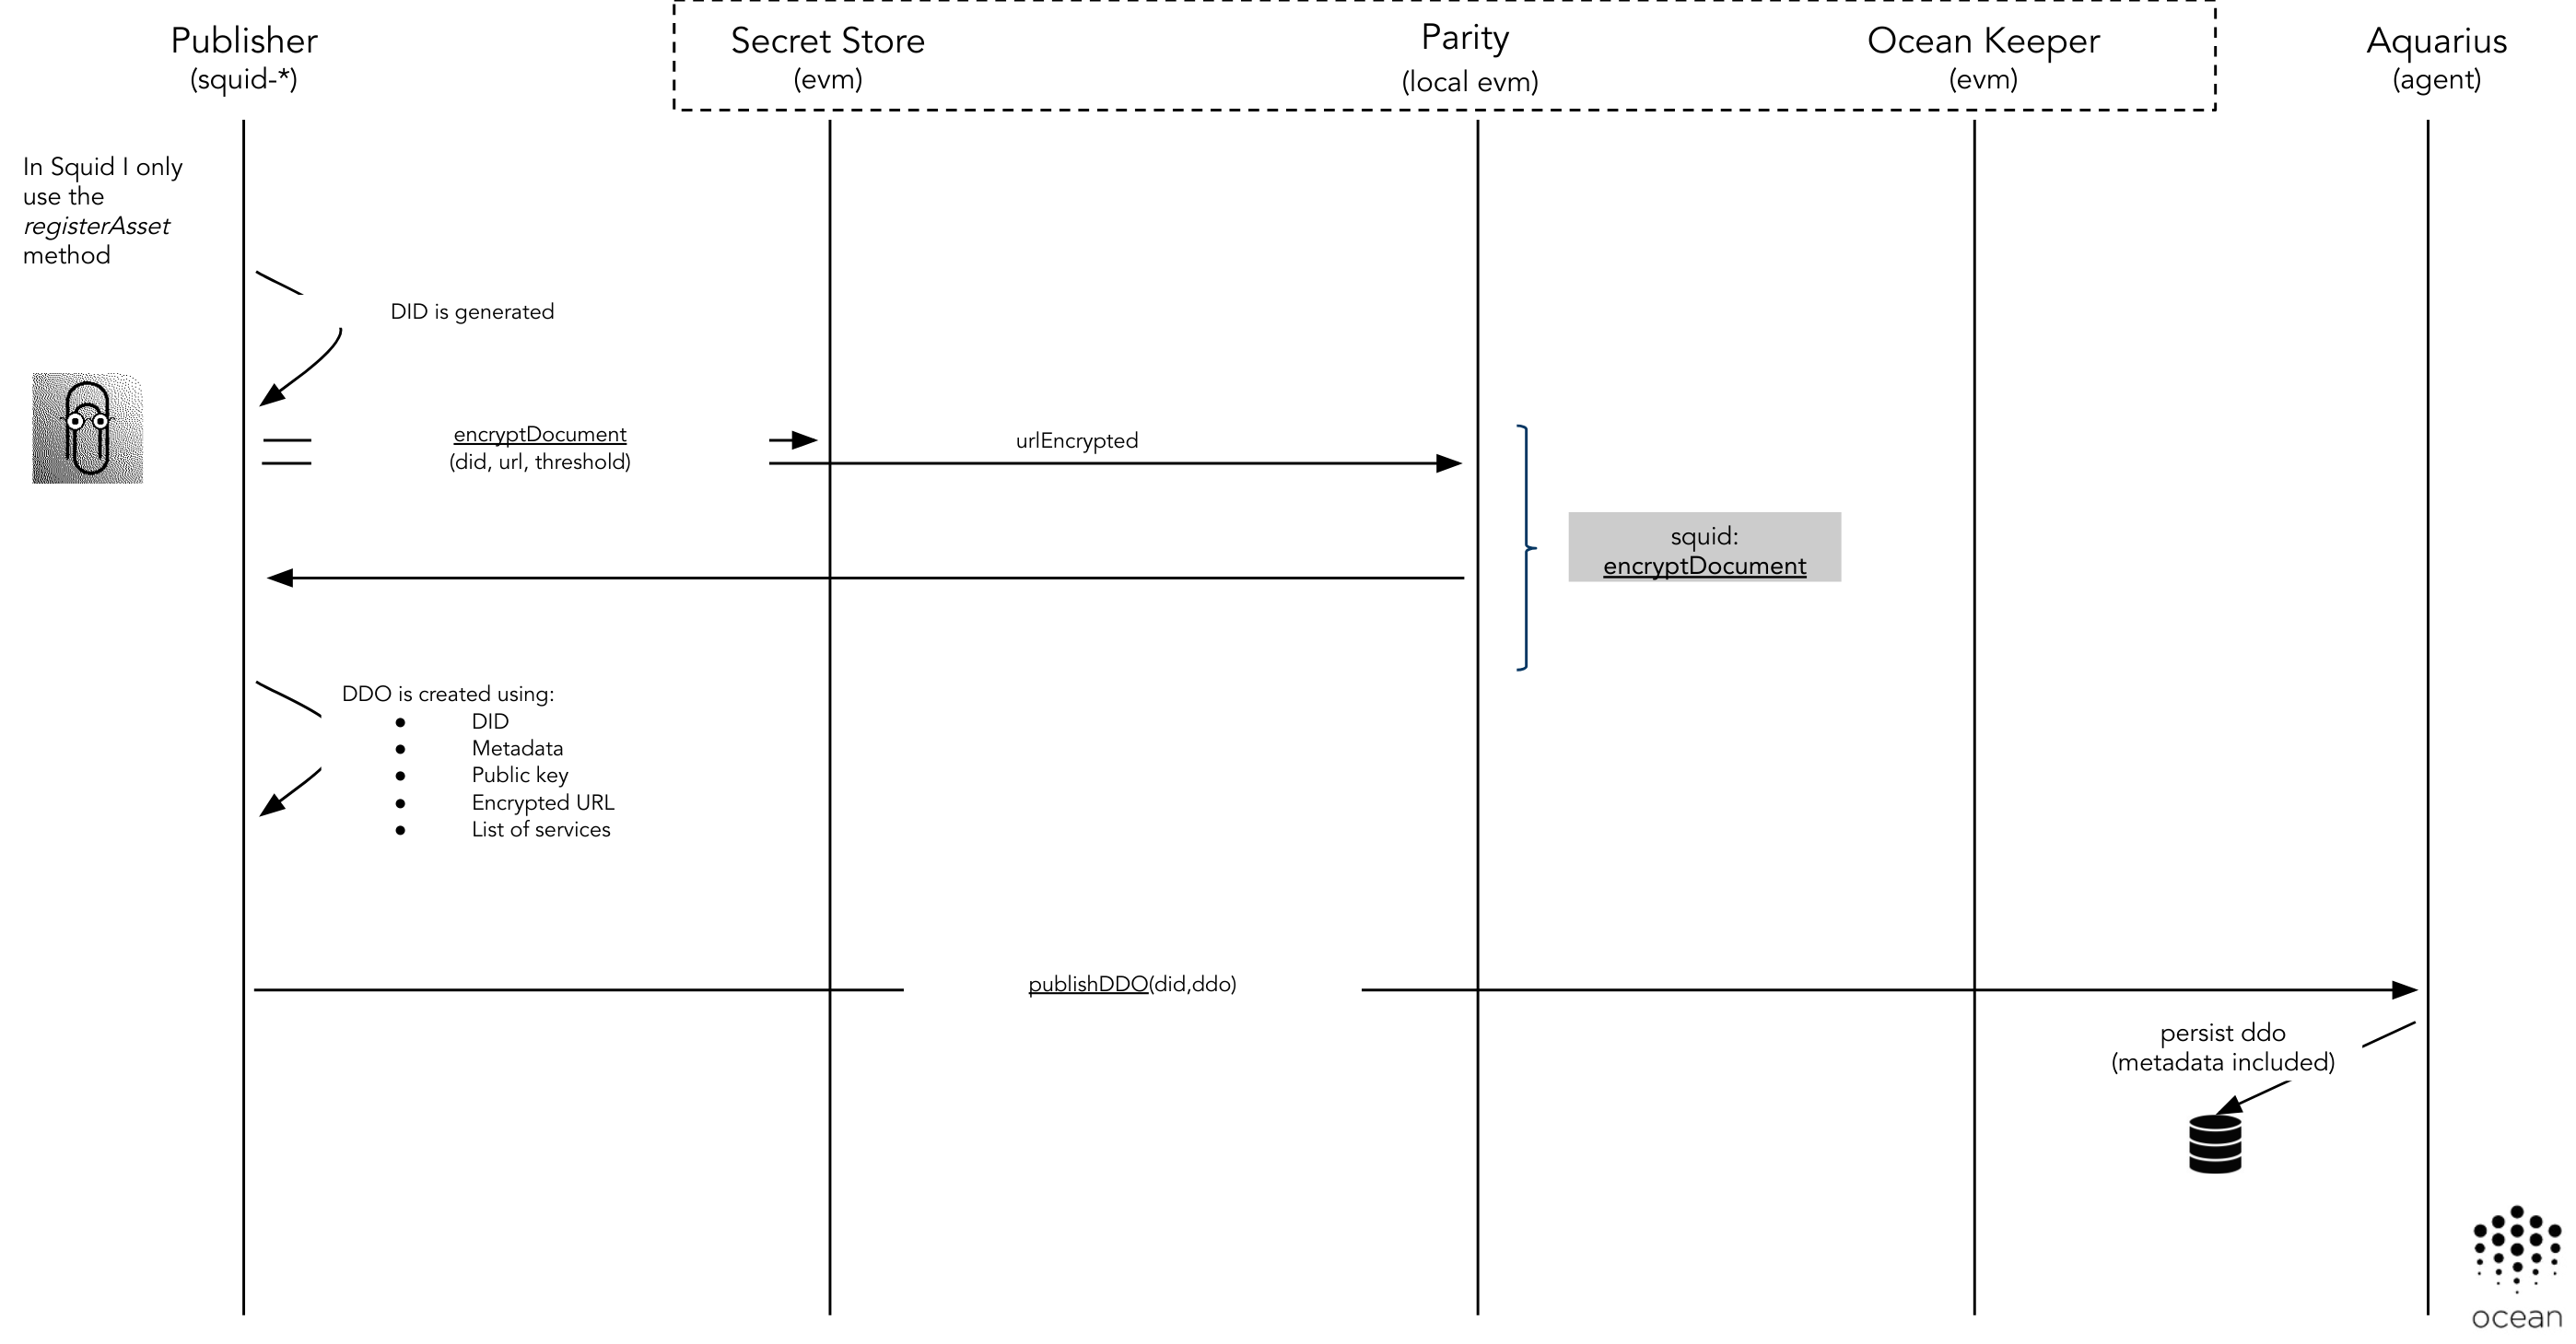 Publisher
(squid-*)
Secret Store
(evm)
Parity
(local evm)
Ocean Keeper
(evm)
Aquarius
(agent)
In Squid I only
use the
registerAsset
method
DID is generated
encryptDocument
(did, url, threshold)
urlEncrypted
squid:
encryptDocument
DDO is created using:
● DID
● Metadata
● Public key
● Encrypted URL
● List of services
publishDDO(did,ddo)
persist ddo
(metadata included)
ocean